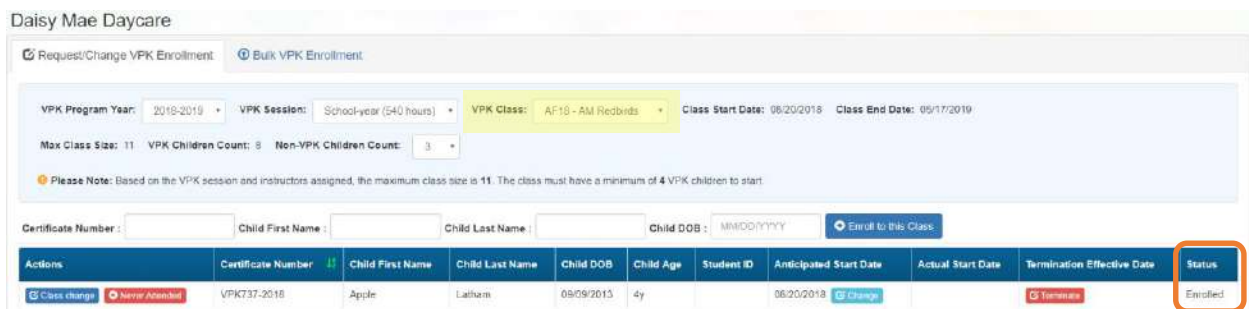 Daisy Mae Daycare
Request/Change VPK Enrollment Bulk VPK Enrollment
VPK Program Year: 2018-2019 VPK Session: School-year (540 hours) VPK Class: AF18 - AM Redbirds Class Start Date: 08/20/2018 Class End Date: 05/17/2019
Max Class Size: 11 VPK Children Count: 8 Non-VPK Children Count: 3
Please Note: Based on the VPK session and instructors assigned, the maximum class size is 11. The class must have a minimum of 4 VPK children to start.
Certificate Number : Child First Name : Child Last Name : Child DOB : MM/DD/YYYY Enroll to this Class
Actions Certificate Number Child First Name Child Last Name Child DOB Child Age Student ID Anticipated Start Date Actual Start Date Termination Effective Date Status
Class change Never Attended VPK737-2018 Apple Latham 09/09/2013 4y 08/20/2018 Change Terminate Enrolled